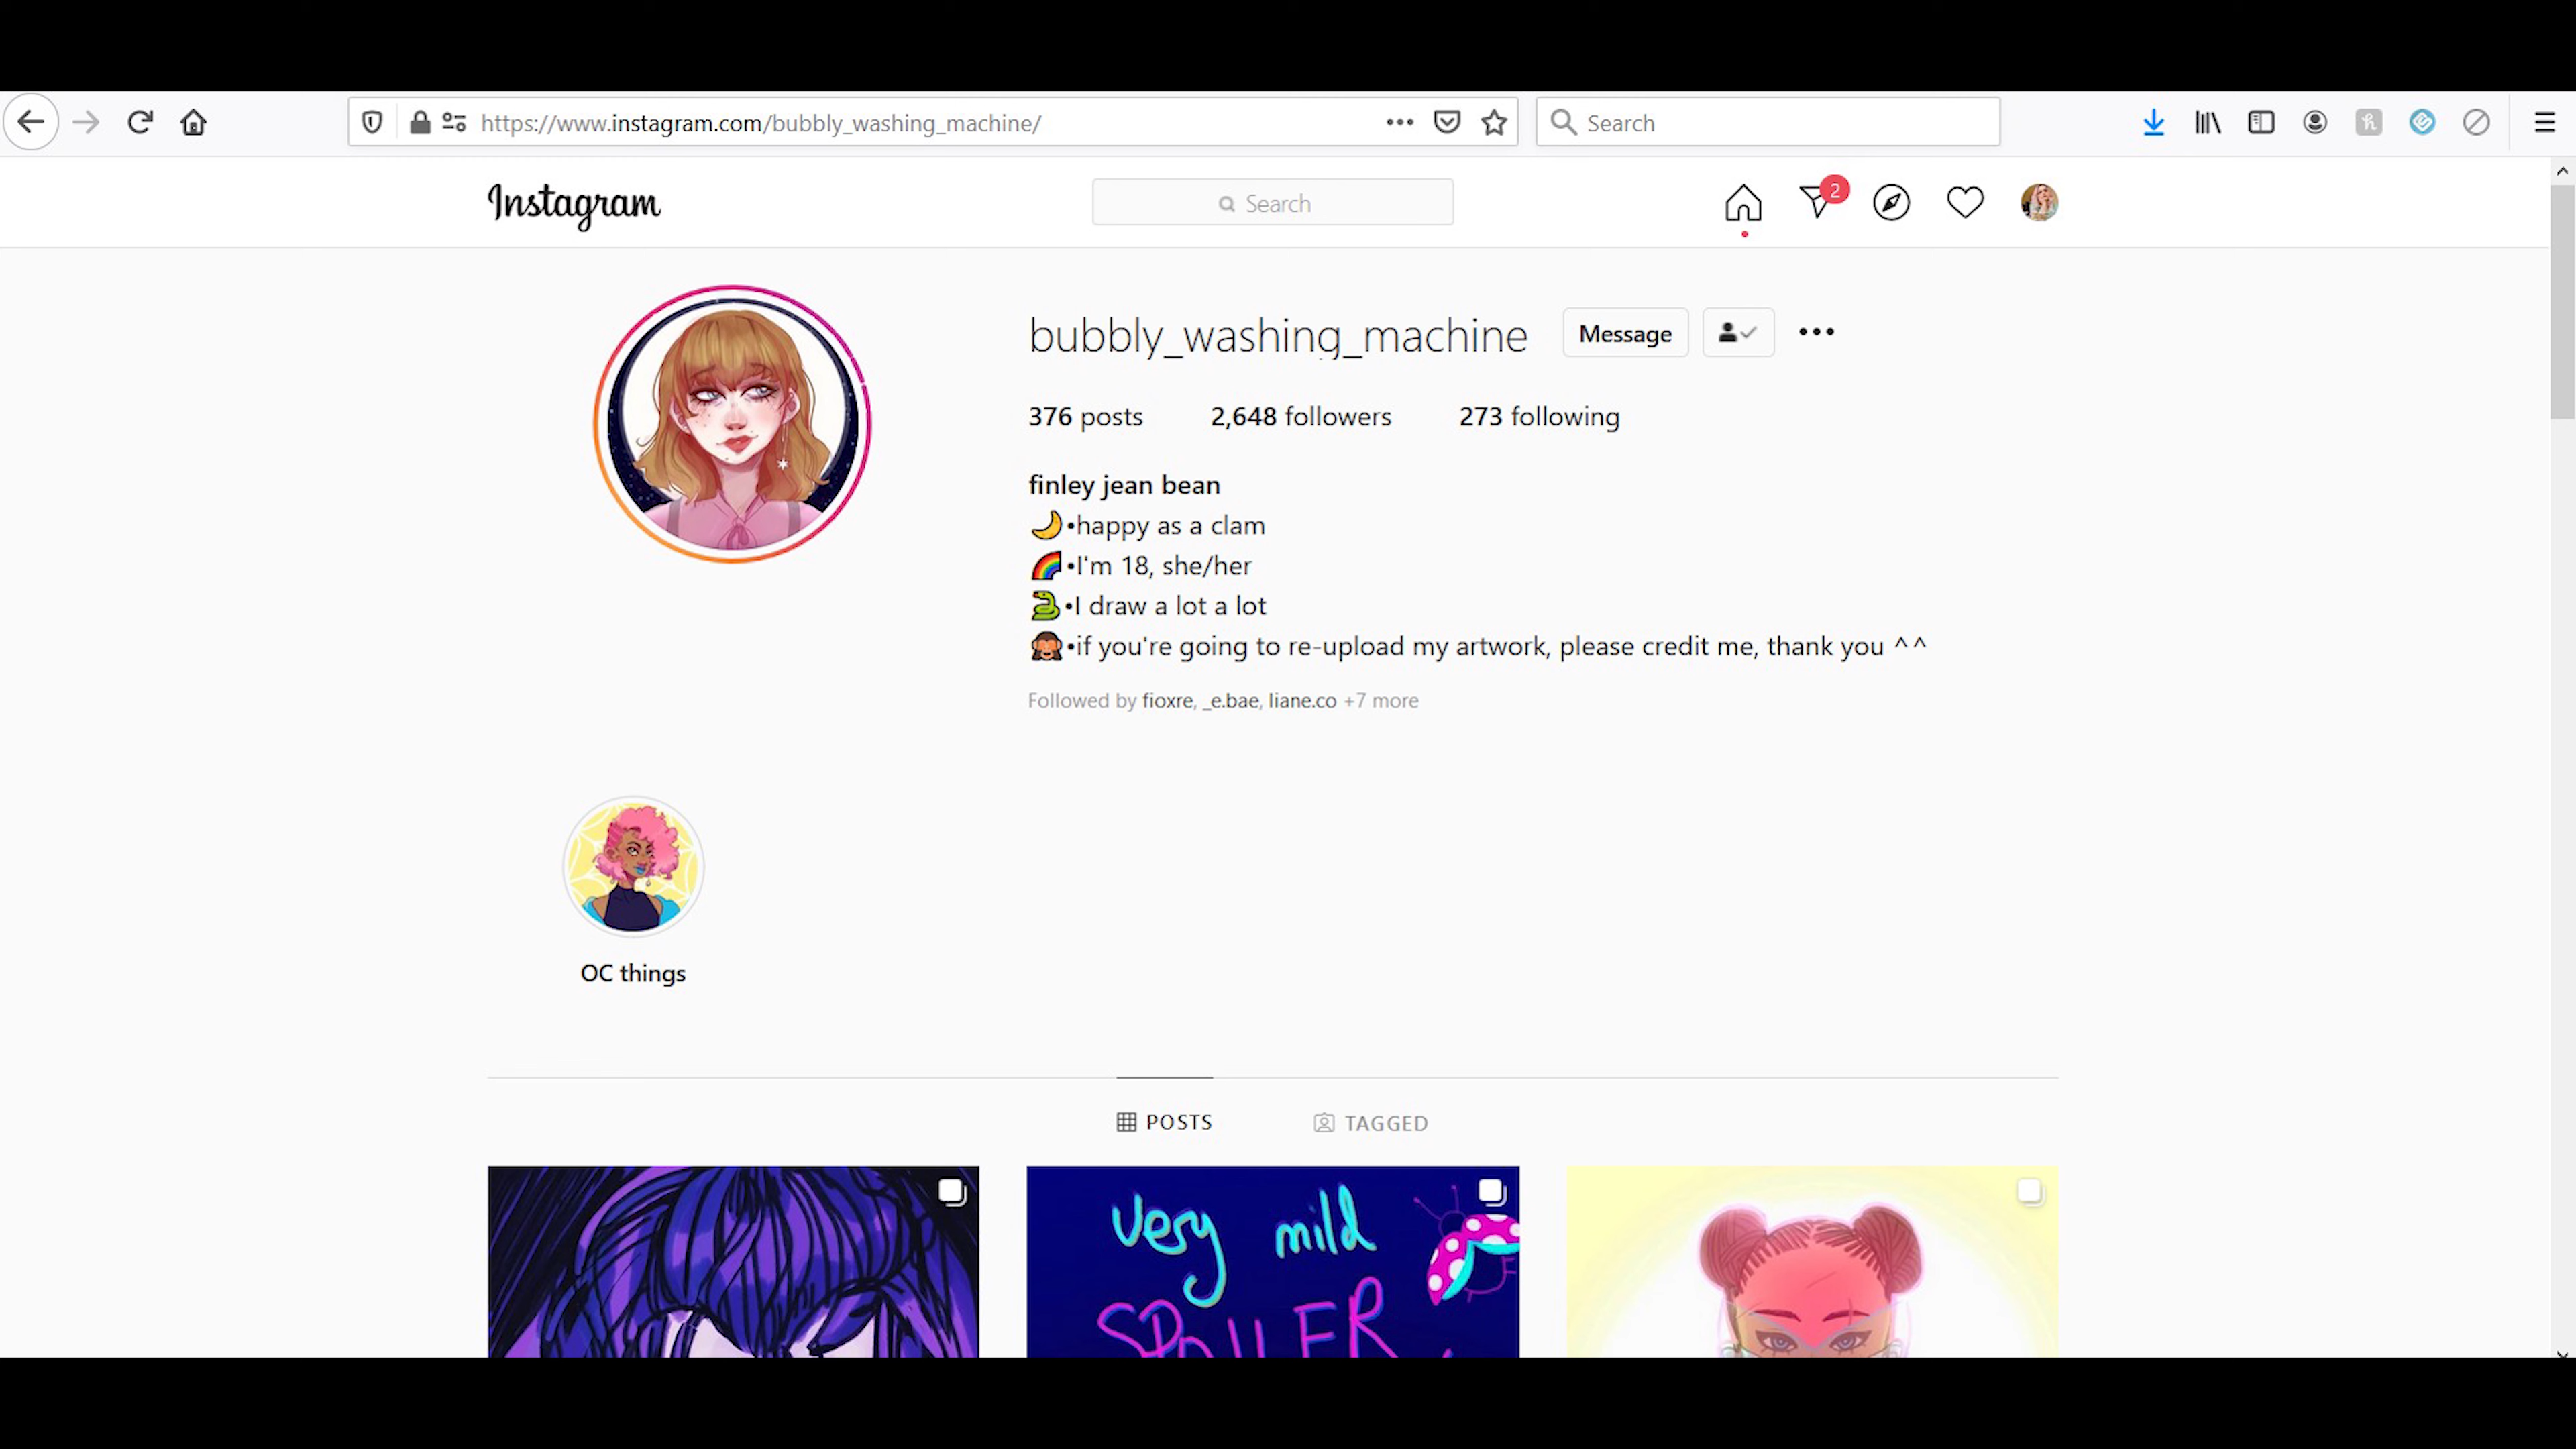 https://www.instagram.com/bubbly_washing_machine/
Search
Instagram
Search
2
bubbly_washing_machine
Message
376 posts
2,648 followers
273 following
finley jean bean
🌙•happy as a clam
🌈•I'm 18, she/her
🐍•I draw a lot a lot
🙈•if you're going to re-upload my artwork, please credit me, thank you ^^
Followed by fioxre, _e.bae, liane.co +7 more
OC things
POSTS
TAGGED
very mild
SPOILER